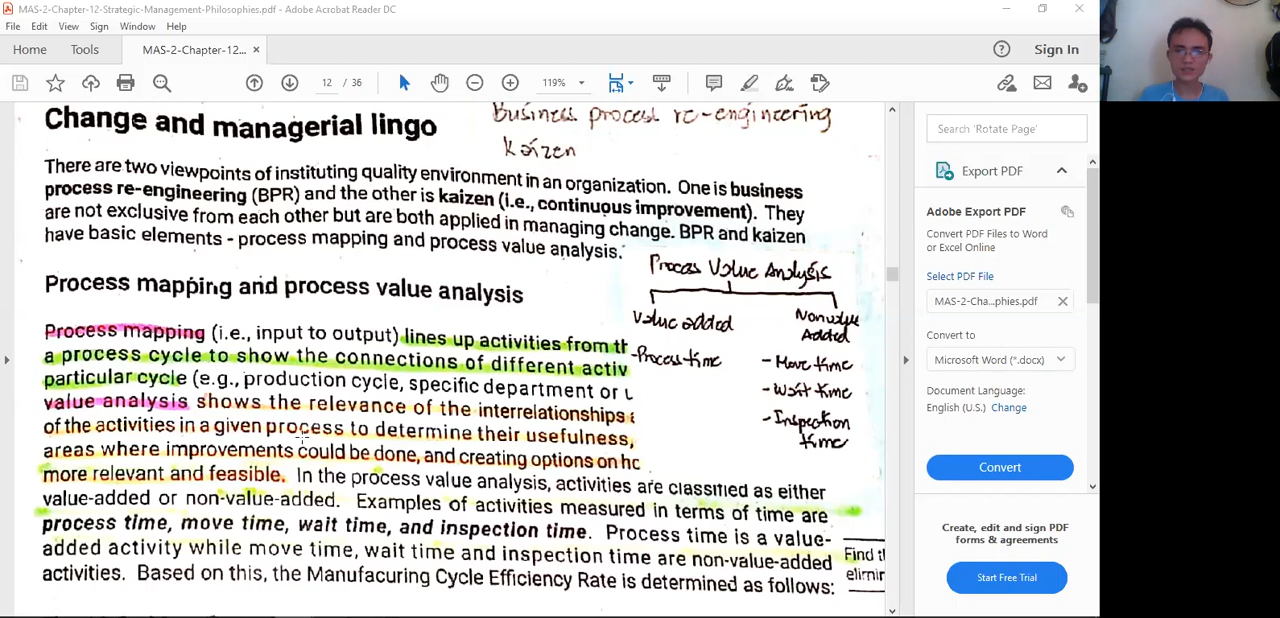 MAS-2-Chapter-12-Strategic-Management-Philosophies.pdf - Adobe Acrobat Reader DC
File Edit View Sign Window Help
Home Tools MAS-2-Chapter-12... × Sign In
12 / 36 119%
Change and managerial lingo
Business process re-engineering
Kaizen
There are two viewpoints of instituting quality environment in an organization. One is business
process re-engineering (BPR) and the other is kaizen (i.e., continuous improvement). They
are not exclusive from each other but are both applied in managing change. BPR and kaizen
have basic elements - process mapping and process value analysis.
Process mapping and process value analysis
Process Value Analysis
Value added
-Process time
Nonvalue
Added
- Move time
- Wait time
- Inspection
time
Process mapping (i.e., input to output) lines up activities from th
a process cycle to show the connections of different activ
particular cycle (e.g., production cycle, specific department or u
value analysis shows the relevance of the interrelationships
of the activities in a given process to determine their usefulness,
areas where improvements could be done, and creating options on ho
more relevant and feasible. In the process value analysis, activities are classified as either
value-added or non-value-added. Examples of activities measured in terms of time are
process time, move time, wait time, and inspection time. Process time is a value-
added activity while move time, wait time and inspection time are non-value-added
activities. Based on this, the Manufacuring Cycle Efficiency Rate is determined as follows:
Find th
elimir
Search 'Rotate Page'
Export PDF
Adobe Export PDF
Convert PDF Files to Word
or Excel Online
Select PDF File
MAS-2-Cha...phies.pdf
Convert to
Microsoft Word (*.docx)
Document Language:
English (U.S.) Change
Convert
Create, edit and sign PDF
forms & agreements
Start Free Trial